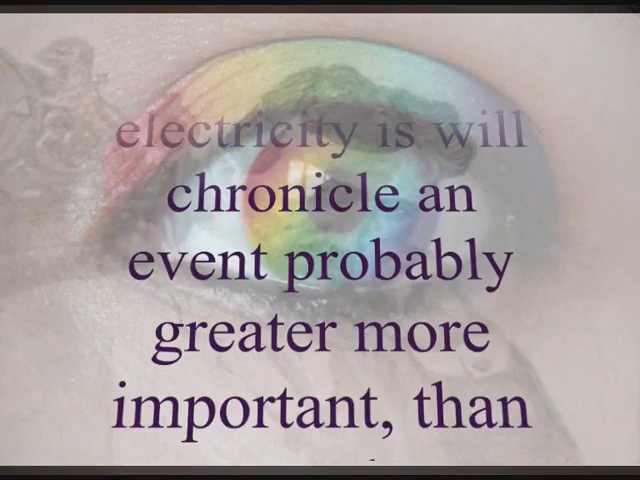 electricity is will
chronicle an
event probably
greater more
important, than